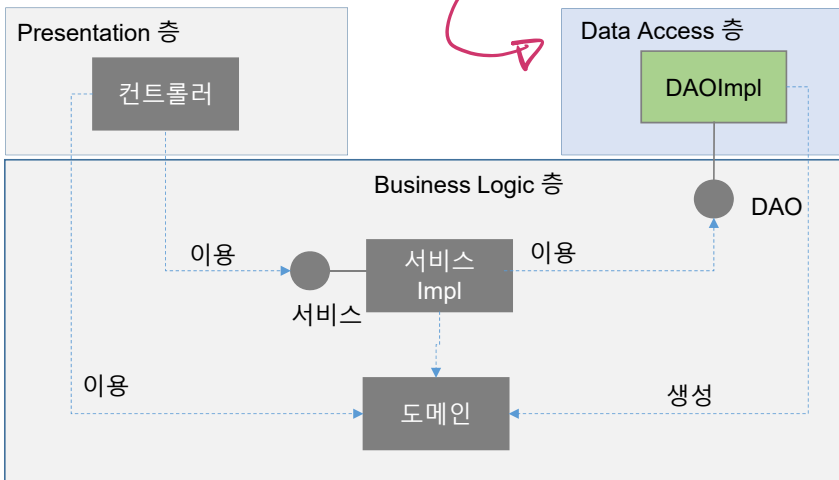 Presentation 층
컨트롤러
Data Access 층
DAOImpl
Business Logic 층
DAO
이용
서비스
Impl
이용
서비스
이용
생성
도메인